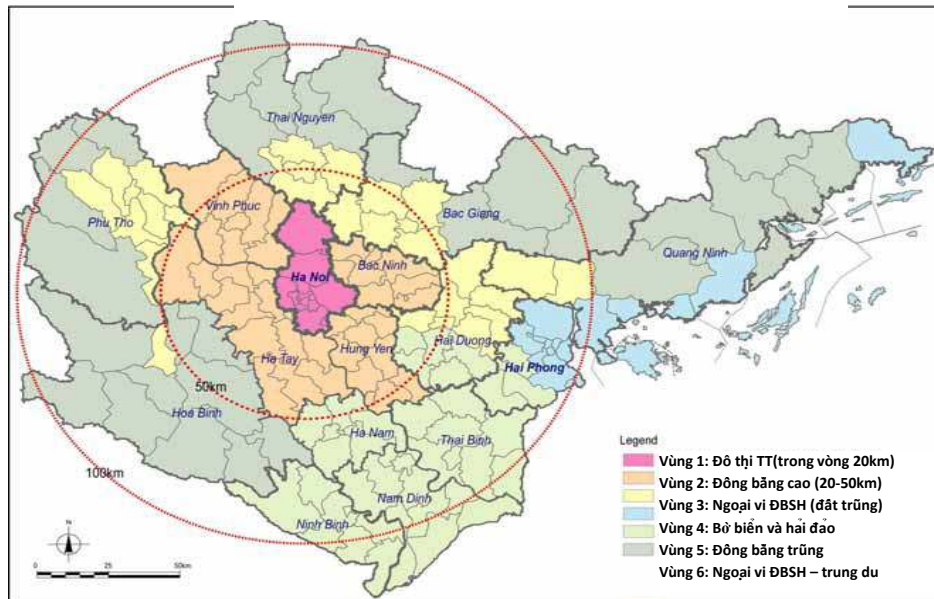 Thai Nguyen
Phu Tho
Vinh Phuc
Bac Giang
Quang Ninh
Bac Ninh
Ha Noi
Hai Duong
Hung Yen
Ha Tay
Hai Phong
50km
Hoa Binh
Ha Nam
Thai Binh
100km
Nam Dinh
Ninh Binh
Legend
Vùng 1: Đô thị TT(trong vòng 20km)
Vùng 2: Đồng bằng cao (20-50km)
Vùng 3: Ngoại vi ĐBSH (đất trũng)
Vùng 4: Bờ biển và hải đảo
Vùng 5: Đồng bằng trũng
Vùng 6: Ngoại vi ĐBSH – trung du
N
0 25 50km